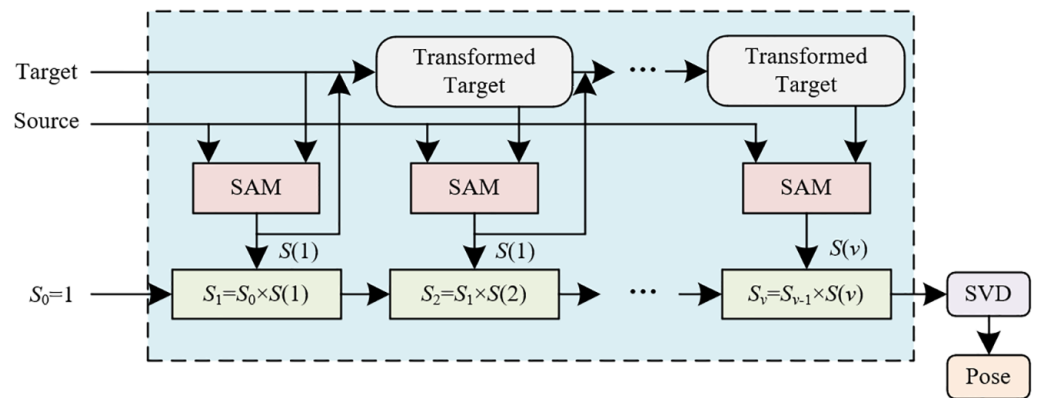 Transformed
Target
...
Transformed
Target
Target
Source
SAM
SAM
SAM
S(1)
S(1)
S(v)
S₀=1
S₁=S₀×S(1)
S₂=S₁×S(2)
...
Sᵥ=Sᵥ₋₁×S(v)
SVD
Pose